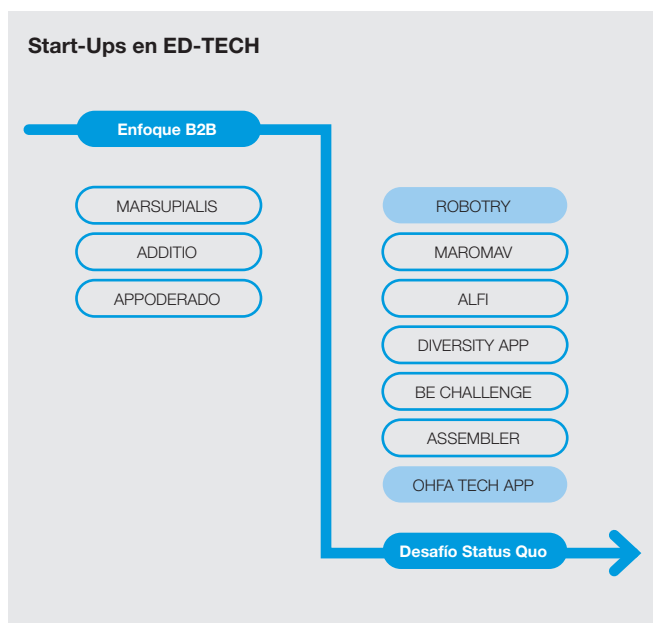 Start-Ups en ED-TECH
Enfoque B2B
MARSUPIALIS
ADDITIO
APPODERADO
ROBOTRY
MAROMAV
ALFI
DIVERSITY APP
BE CHALLENGE
ASSEMBLER
OHFA TECH APP
Desafío Status Quo